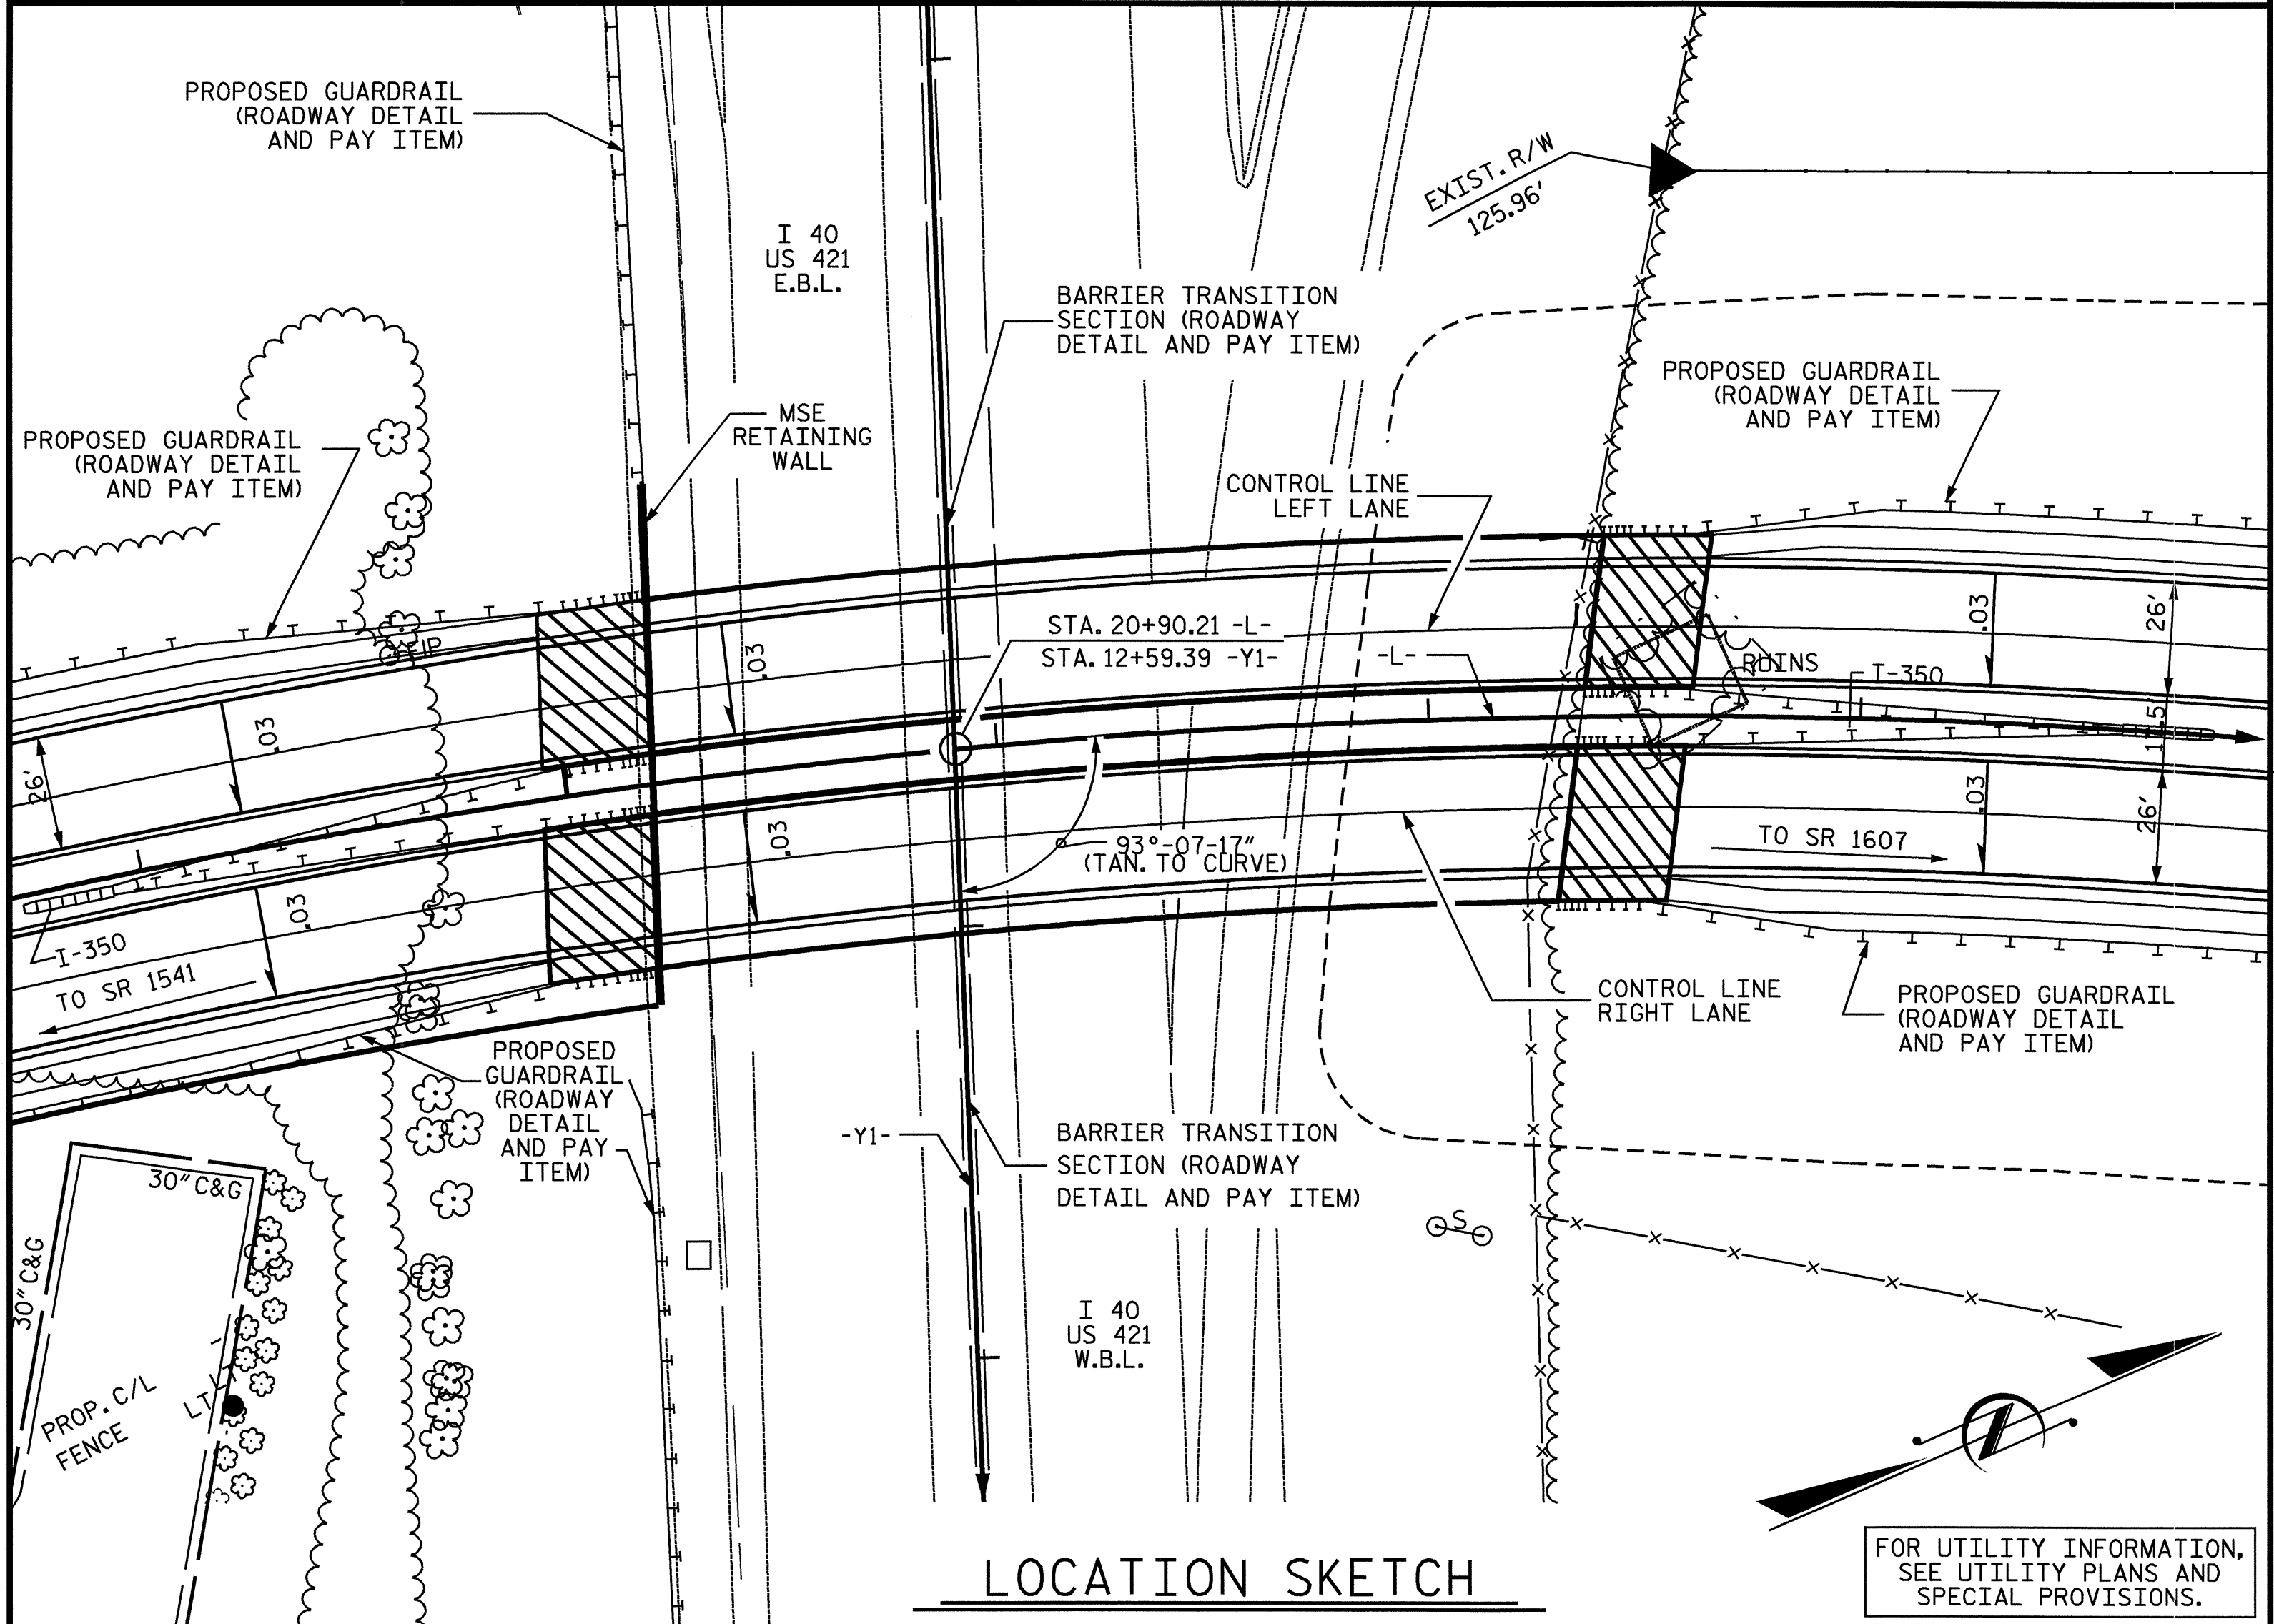 PROPOSED GUARDRAIL
(ROADWAY DETAIL
AND PAY ITEM)
EXIST. R/W
125.96'
I 40
US 421
E.B.L.
BARRIER TRANSITION
SECTION (ROADWAY
DETAIL AND PAY ITEM)
PROPOSED GUARDRAIL
(ROADWAY DETAIL
AND PAY ITEM)
MSE
RETAINING
WALL
PROPOSED GUARDRAIL
(ROADWAY DETAIL
AND PAY ITEM)
CONTROL LINE
LEFT LANE
STA. 20+90.21 -L-
STA. 12+59.39 -Y1-
-L-
EIP
RUINS
I-350
.03
.03
.03
26'
26'
17.5'
26'
.03
.03
.03
93°-07-17"
(TAN. TO CURVE)
TO SR 1607
I-350
TO SR 1541
CONTROL LINE
RIGHT LANE
PROPOSED GUARDRAIL
(ROADWAY DETAIL
AND PAY ITEM)
PROPOSED
GUARDRAIL
(ROADWAY
DETAIL
AND PAY
ITEM)
-Y1-
BARRIER TRANSITION
SECTION (ROADWAY
DETAIL AND PAY ITEM)
30" C&G
30" C&G
S
I 40
US 421
W.B.L.
LT
LT
PROP. C/L
FENCE
LOCATION SKETCH
FOR UTILITY INFORMATION,
SEE UTILITY PLANS AND
SPECIAL PROVISIONS.